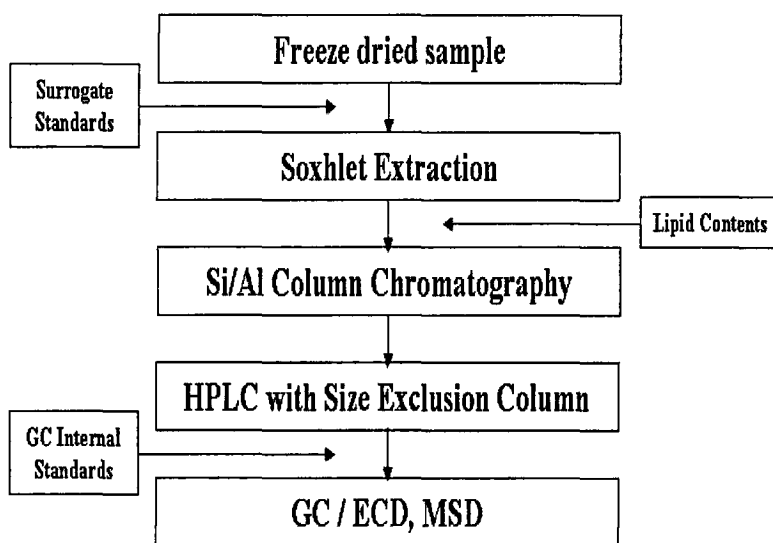 Freeze dried sample
Surrogate
Standards
Soxhlet Extraction
Lipid Contents
Si/Al Column Chromatography
HPLC with Size Exclusion Column
GC Internal
Standards
GC / ECD, MSD